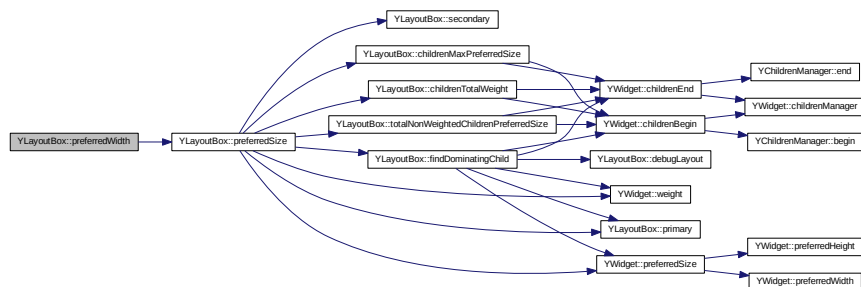 YLayoutBox::preferredWidth
YLayoutBox::preferredSize
YLayoutBox::secondary
YLayoutBox::childrenMaxPreferredSize
YLayoutBox::childrenTotalWeight
YLayoutBox::totalNonWeightedChildrenPreferredSize
YLayoutBox::findDominatingChild
YWidget::childrenEnd
YWidget::childrenBegin
YLayoutBox::debugLayout
YWidget::weight
YLayoutBox::primary
YWidget::preferredSize
YChildrenManager::end
YWidget::childrenManager
YChildrenManager::begin
YWidget::preferredHeight
YWidget::preferredWidth